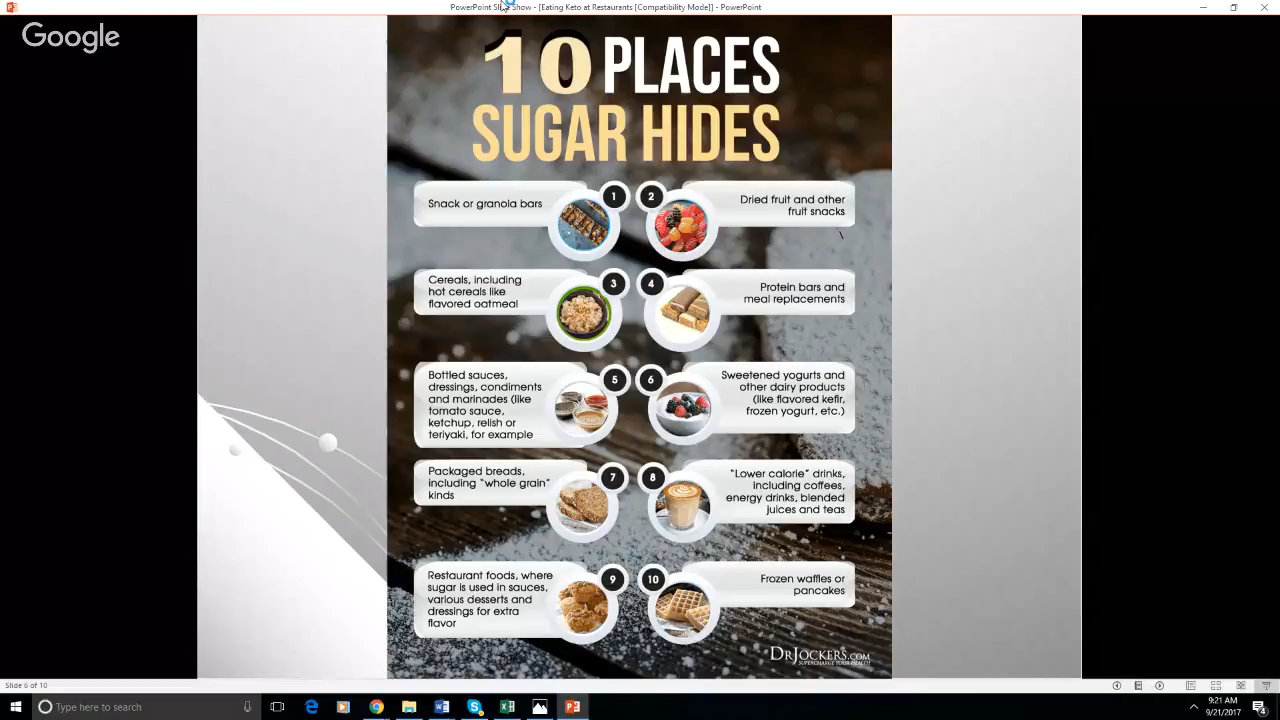 PowerPoint Slide Show - [Eating Keto at Restaurants [Compatibility Mode]] - PowerPoint
Google
10 PLACES
SUGAR HIDES
1
Snack or granola bars
2
Dried fruit and other
fruit snacks
3
Cereals, including
hot cereals like
flavored oatmeal
4
Protein bars and
meal replacements
5
Bottled sauces,
dressings, condiments
and marinades (like
tomato sauce,
ketchup, relish or
teriyaki, for example
6
Sweetened yogurts and
other dairy products
(like flavored kefir,
frozen yogurt, etc.)
7
Packaged breads,
including “whole grain”
kinds
8
“Lower calorie” drinks,
including coffees,
energy drinks, blended
juices and teas
9
Restaurant foods, where
sugar is used in sauces,
various desserts and
dressings for extra
flavor
10
Frozen waffles or
pancakes
DRJOCKERS.COM
SUPERCHARGE YOUR HEALTH
Slide 6 of 10
Type here to search
9:21 AM
9/21/2017
4